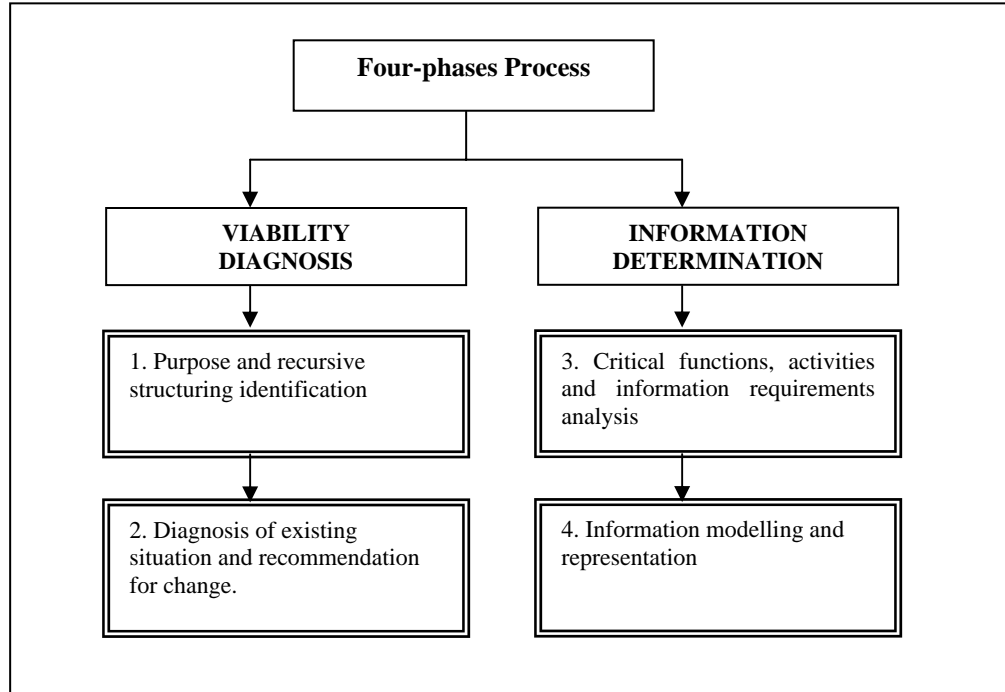 Four-phases Process
VIABILITY
DIAGNOSIS
INFORMATION
DETERMINATION
1. Purpose and recursive
structuring identification
3. Critical functions, activities
and information requirements
analysis
2. Diagnosis of existing
situation and recommendation
for change.
4. Information modelling and
representation